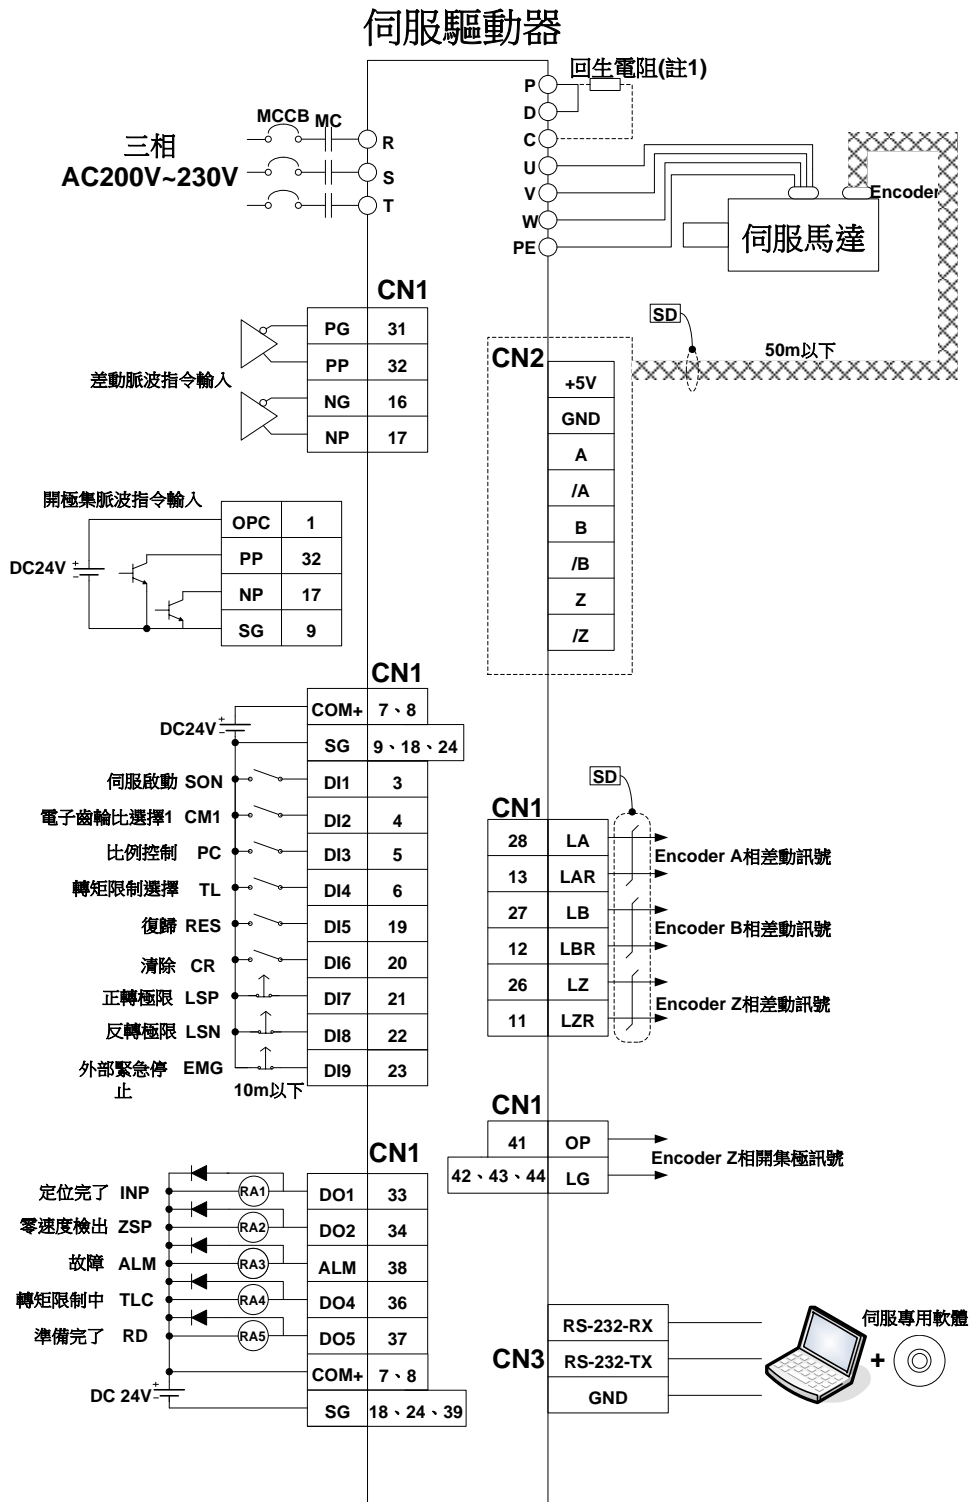 伺服驅動器
三相
AC200V~230V
MCCB MC
R
S
T
P
D
C
U
V
W
PE
回生電阻(註1)
Encoder
伺服馬達
SD
50m以下
CN1
PG 31
PP 32
NG 16
NP 17
差動脈波指令輸入
CN2
+5V
GND
A
/A
B
/B
Z
/Z
開極集脈波指令輸入
DC24V + -
OPC 1
PP 32
NP 17
SG 9
CN1
DC24V + -
COM+ 7、8
SG 9、18、24
伺服啟動 SON DI1 3
電子齒輪比選擇1 CM1 DI2 4
比例控制 PC DI3 5
轉矩限制選擇 TL DI4 6
復歸 RES DI5 19
清除 CR DI6 20
正轉極限 LSP DI7 21
反轉極限 LSN DI8 22
外部緊急停
止
EMG DI9 23
10m以下
SD
CN1
28 LA
13 LAR
Encoder A相差動訊號
27 LB
12 LBR
Encoder B相差動訊號
26 LZ
11 LZR
Encoder Z相差動訊號
CN1
41 OP
42、43、44 LG
Encoder Z相開集極訊號
CN1
定位完了 INP RA1 DO1 33
零速度檢出 ZSP RA2 DO2 34
故障 ALM RA3 ALM 38
轉矩限制中 TLC RA4 DO4 36
準備完了 RD RA5 DO5 37
COM+ 7、8
DC 24V + -
SG 18、24、39
CN3
RS-232-RX
RS-232-TX
GND
+
伺服專用軟體